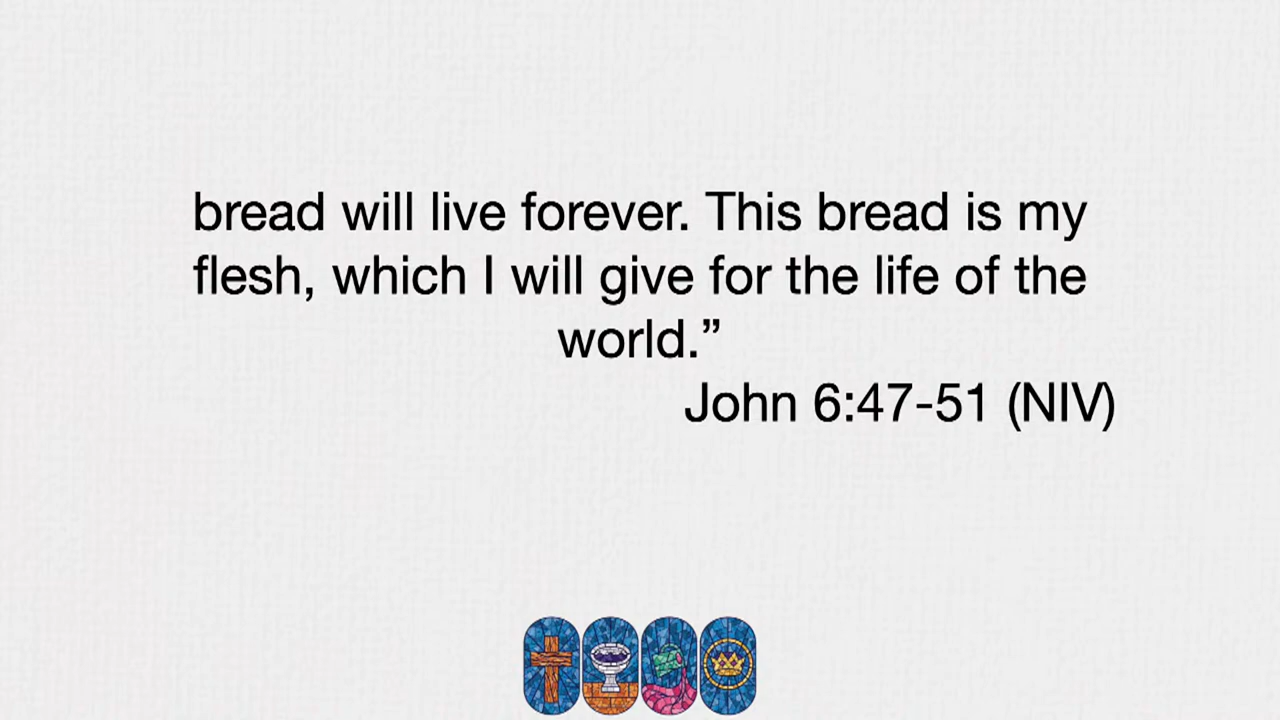 bread will live forever. This bread is my
flesh, which I will give for the life of the
world.”
John 6:47-51 (NIV)